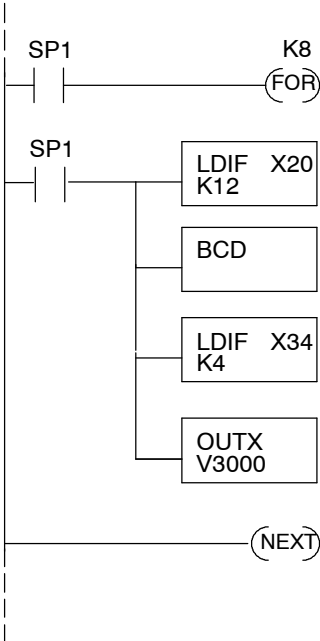 SP1
K8
FOR
SP1
LDIF X20
K12
BCD
LDIF X34
K4
OUTX
V3000
NEXT